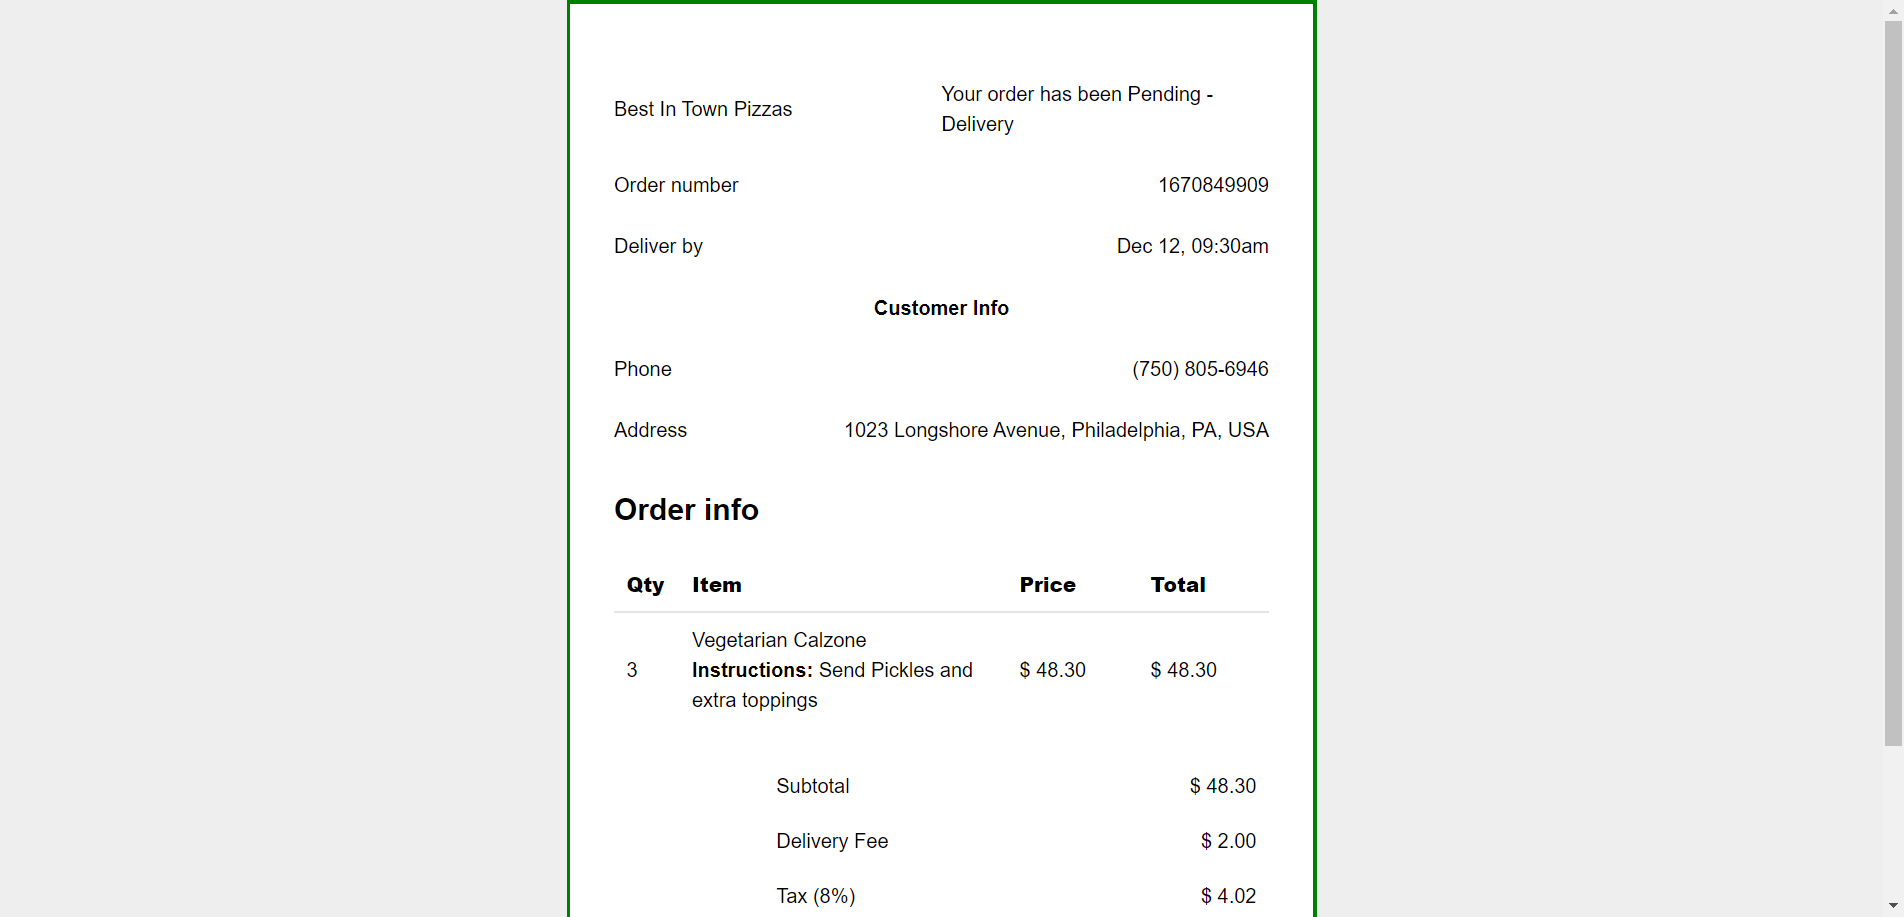 Best In Town Pizzas
Your order has been Pending -
Delivery
Order number 1670849909
Deliver by Dec 12, 09:30am
Customer Info
Phone (750) 805-6946
Address 1023 Longshore Avenue, Philadelphia, PA, USA
Order info
Qty Item Price Total
Vegetarian Calzone
3 Instructions: Send Pickles and $ 48.30 $ 48.30
extra toppings
Subtotal $ 48.30
Delivery Fee $ 2.00
Tax (8%) $ 4.02